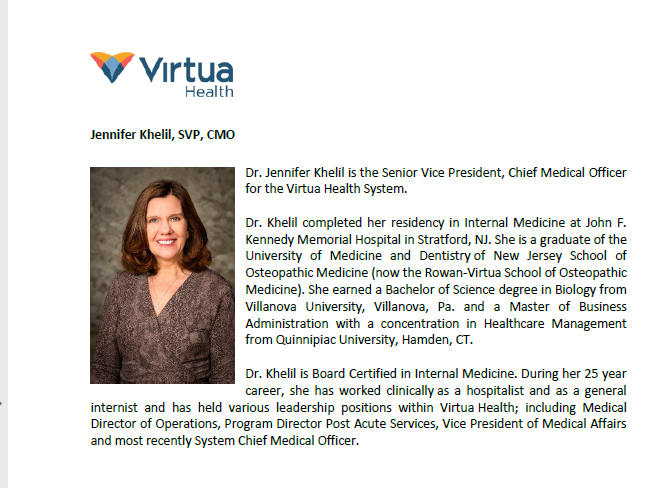 Virtua
Health
Jennifer Khelil, SVP, CMO
Dr. Jennifer Khelil is the Senior Vice President, Chief Medical Officer
for the Virtua Health System.
Dr. Khelil completed her residency in Internal Medicine at John F.
Kennedy Memorial Hospital in Stratford, NJ. She is a graduate of the
University of Medicine and Dentistry of New Jersey School of
Osteopathic Medicine (now the Rowan-Virtua School of Osteopathic
Medicine). She earned a Bachelor of Science degree in Biology from
Villanova University, Villanova, Pa. and a Master of Business
Administration with a concentration in Healthcare Management
from Quinnipiac University, Hamden, CT.
Dr. Khelil is Board Certified in Internal Medicine. During her 25 year
career, she has worked clinically as a hospitalist and as a general
internist and has held various leadership positions within Virtua Health; including Medical
Director of Operations, Program Director Post Acute Services, Vice President of Medical Affairs
and most recently System Chief Medical Officer.